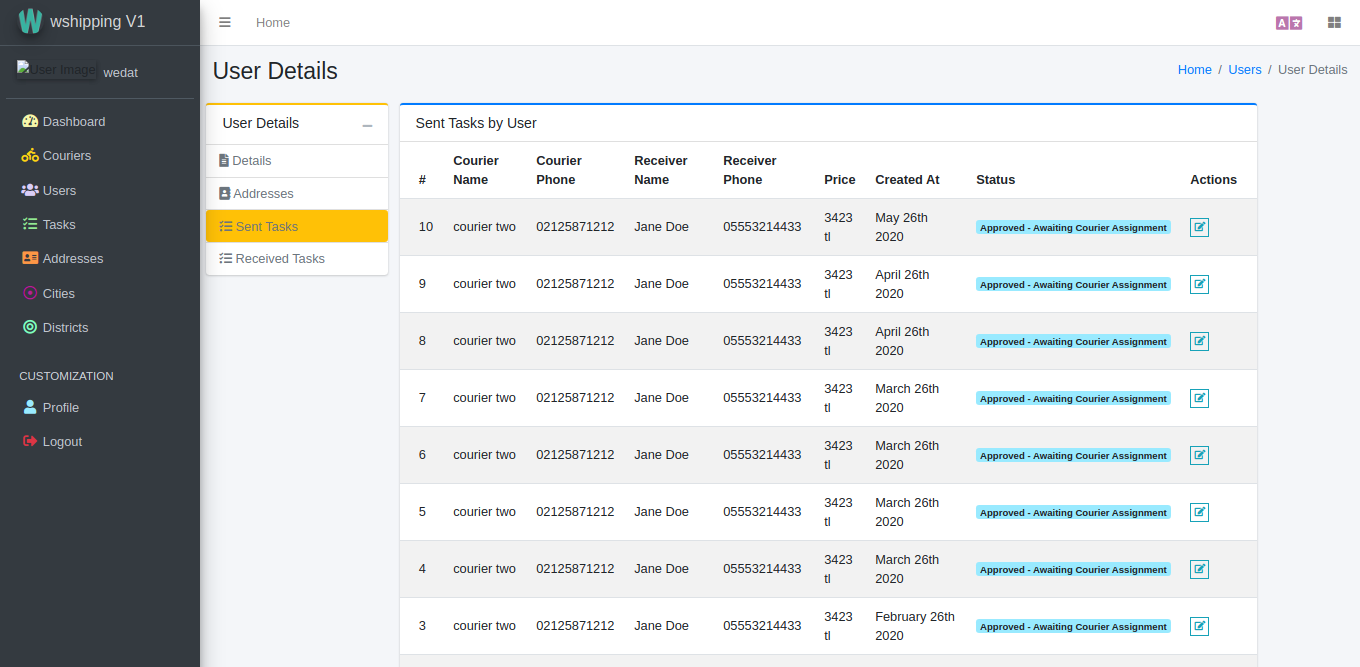 wshipping V1
Home
User Image
wedat
Dashboard
Couriers
Users
Tasks
Addresses
Cities
Districts
CUSTOMIZATION
Profile
Logout
User Details
Home / Users / User Details
User Details
Details
Addresses
Sent Tasks
Received Tasks
Sent Tasks by User
# Courier Name Courier Phone Receiver Name Receiver Phone Price Created At Status Actions
10 courier two 02125871212 Jane Doe 05553214433 3423 tl May 26th 2020 Approved - Awaiting Courier Assignment
9 courier two 02125871212 Jane Doe 05553214433 3423 tl April 26th 2020 Approved - Awaiting Courier Assignment
8 courier two 02125871212 Jane Doe 05553214433 3423 tl April 26th 2020 Approved - Awaiting Courier Assignment
7 courier two 02125871212 Jane Doe 05553214433 3423 tl March 26th 2020 Approved - Awaiting Courier Assignment
6 courier two 02125871212 Jane Doe 05553214433 3423 tl March 26th 2020 Approved - Awaiting Courier Assignment
5 courier two 02125871212 Jane Doe 05553214433 3423 tl March 26th 2020 Approved - Awaiting Courier Assignment
4 courier two 02125871212 Jane Doe 05553214433 3423 tl March 26th 2020 Approved - Awaiting Courier Assignment
3 courier two 02125871212 Jane Doe 05553214433 3423 tl February 26th 2020 Approved - Awaiting Courier Assignment